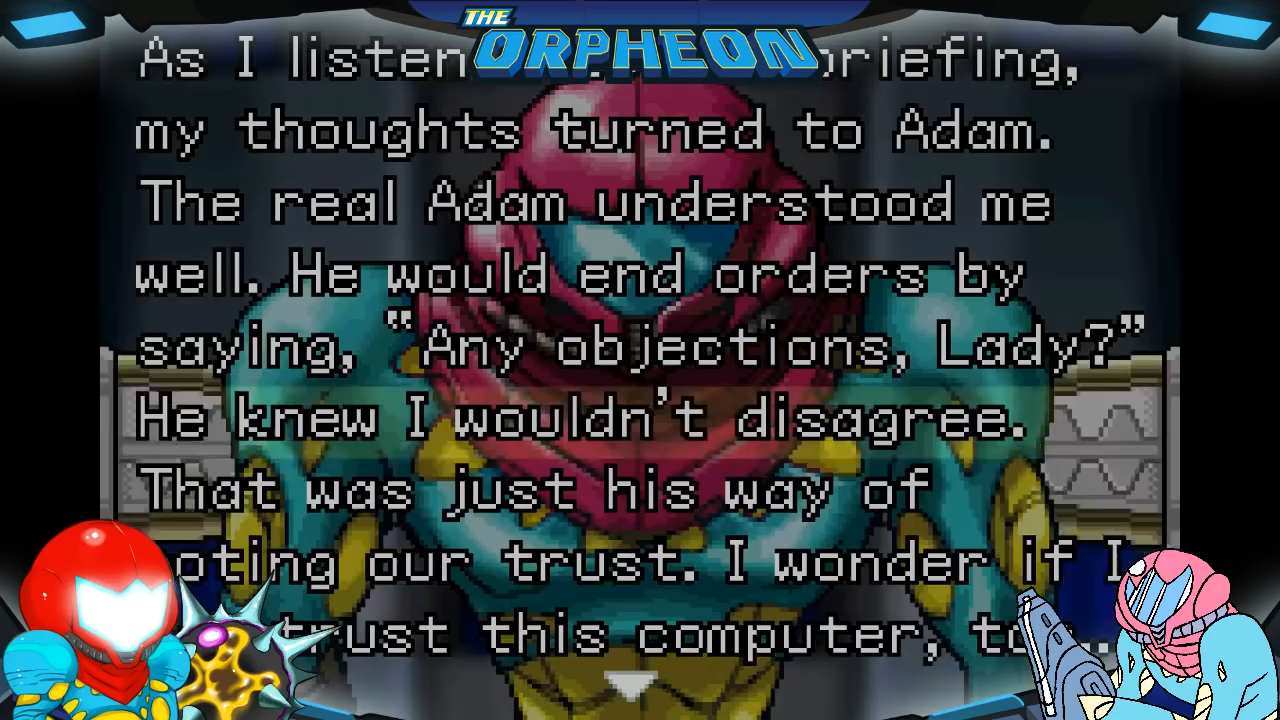 THE
ORPHEON
As I listen riefing,
my thoughts turned to Adam.
The real Adam understood me
well. He would end orders by
saying, “Any objections, Lady?”
He knew I wouldn't disagree.
That was just his way of
oting our trust. I wonder if I
trust this computer,